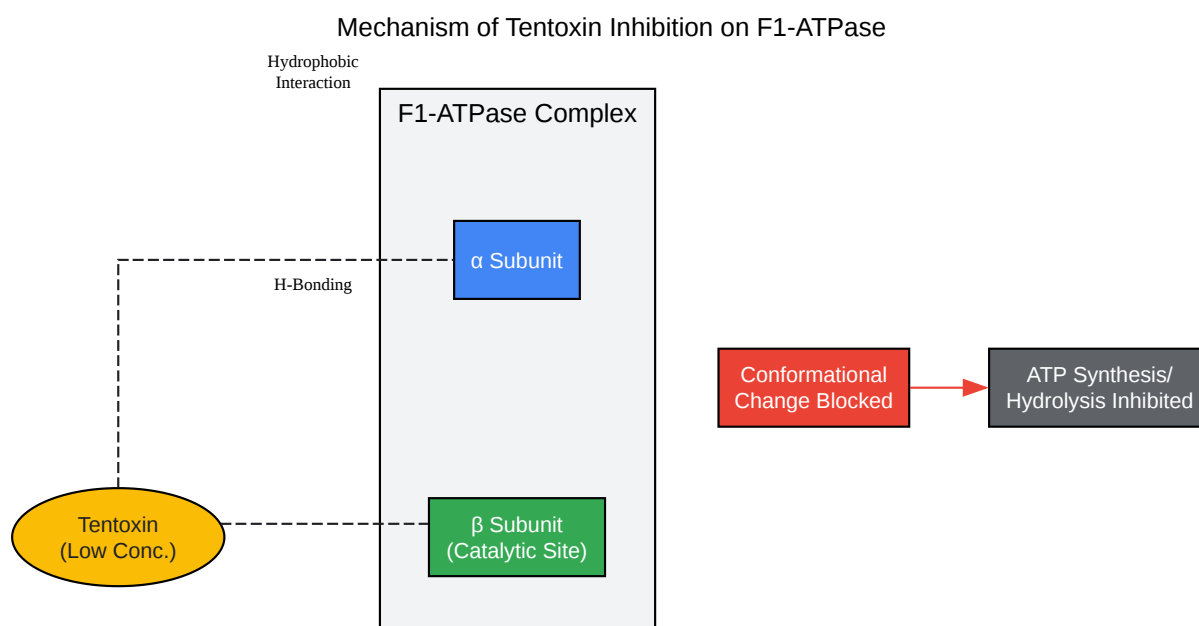 Mechanism of Tentoxin Inhibition on F1-ATPase
Hydrophobic
Interaction
F1-ATPase Complex
α Subunit
H-Bonding
Conformational
Change Blocked
ATP Synthesis/
Hydrolysis Inhibited
Tentoxin
(Low Conc.)
β Subunit
(Catalytic Site)